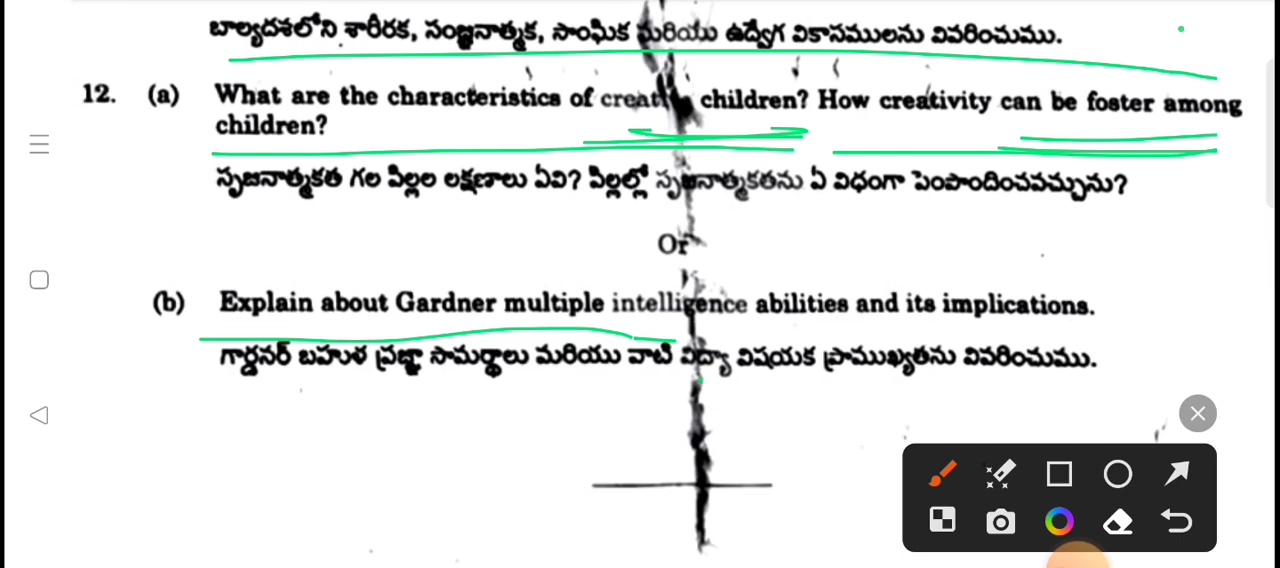 బాల్యదశలోని శారీరక, సంజ్ఞనాత్మక, సాంఘిక మరియు ఉద్వేగ వికాసములను వివరించుము.
12. (a) What are the characteristics of creat children? How creativity can be foster among
children?
సృజనాత్మకత గల పిల్లల లక్షణాలు ఏవి? పిల్లల్లో సృజనాత్మకతను ఏ విధంగా పెంపొందించవచ్చును?
Or
(b) Explain about Gardner multiple intelligence abilities and its implications.
గార్డనర్ బహుళ ప్రజ్ఞా సామర్థాలు మరియు వాటి విద్యా విషయక ప్రాముఖ్యతను వివరించుము.